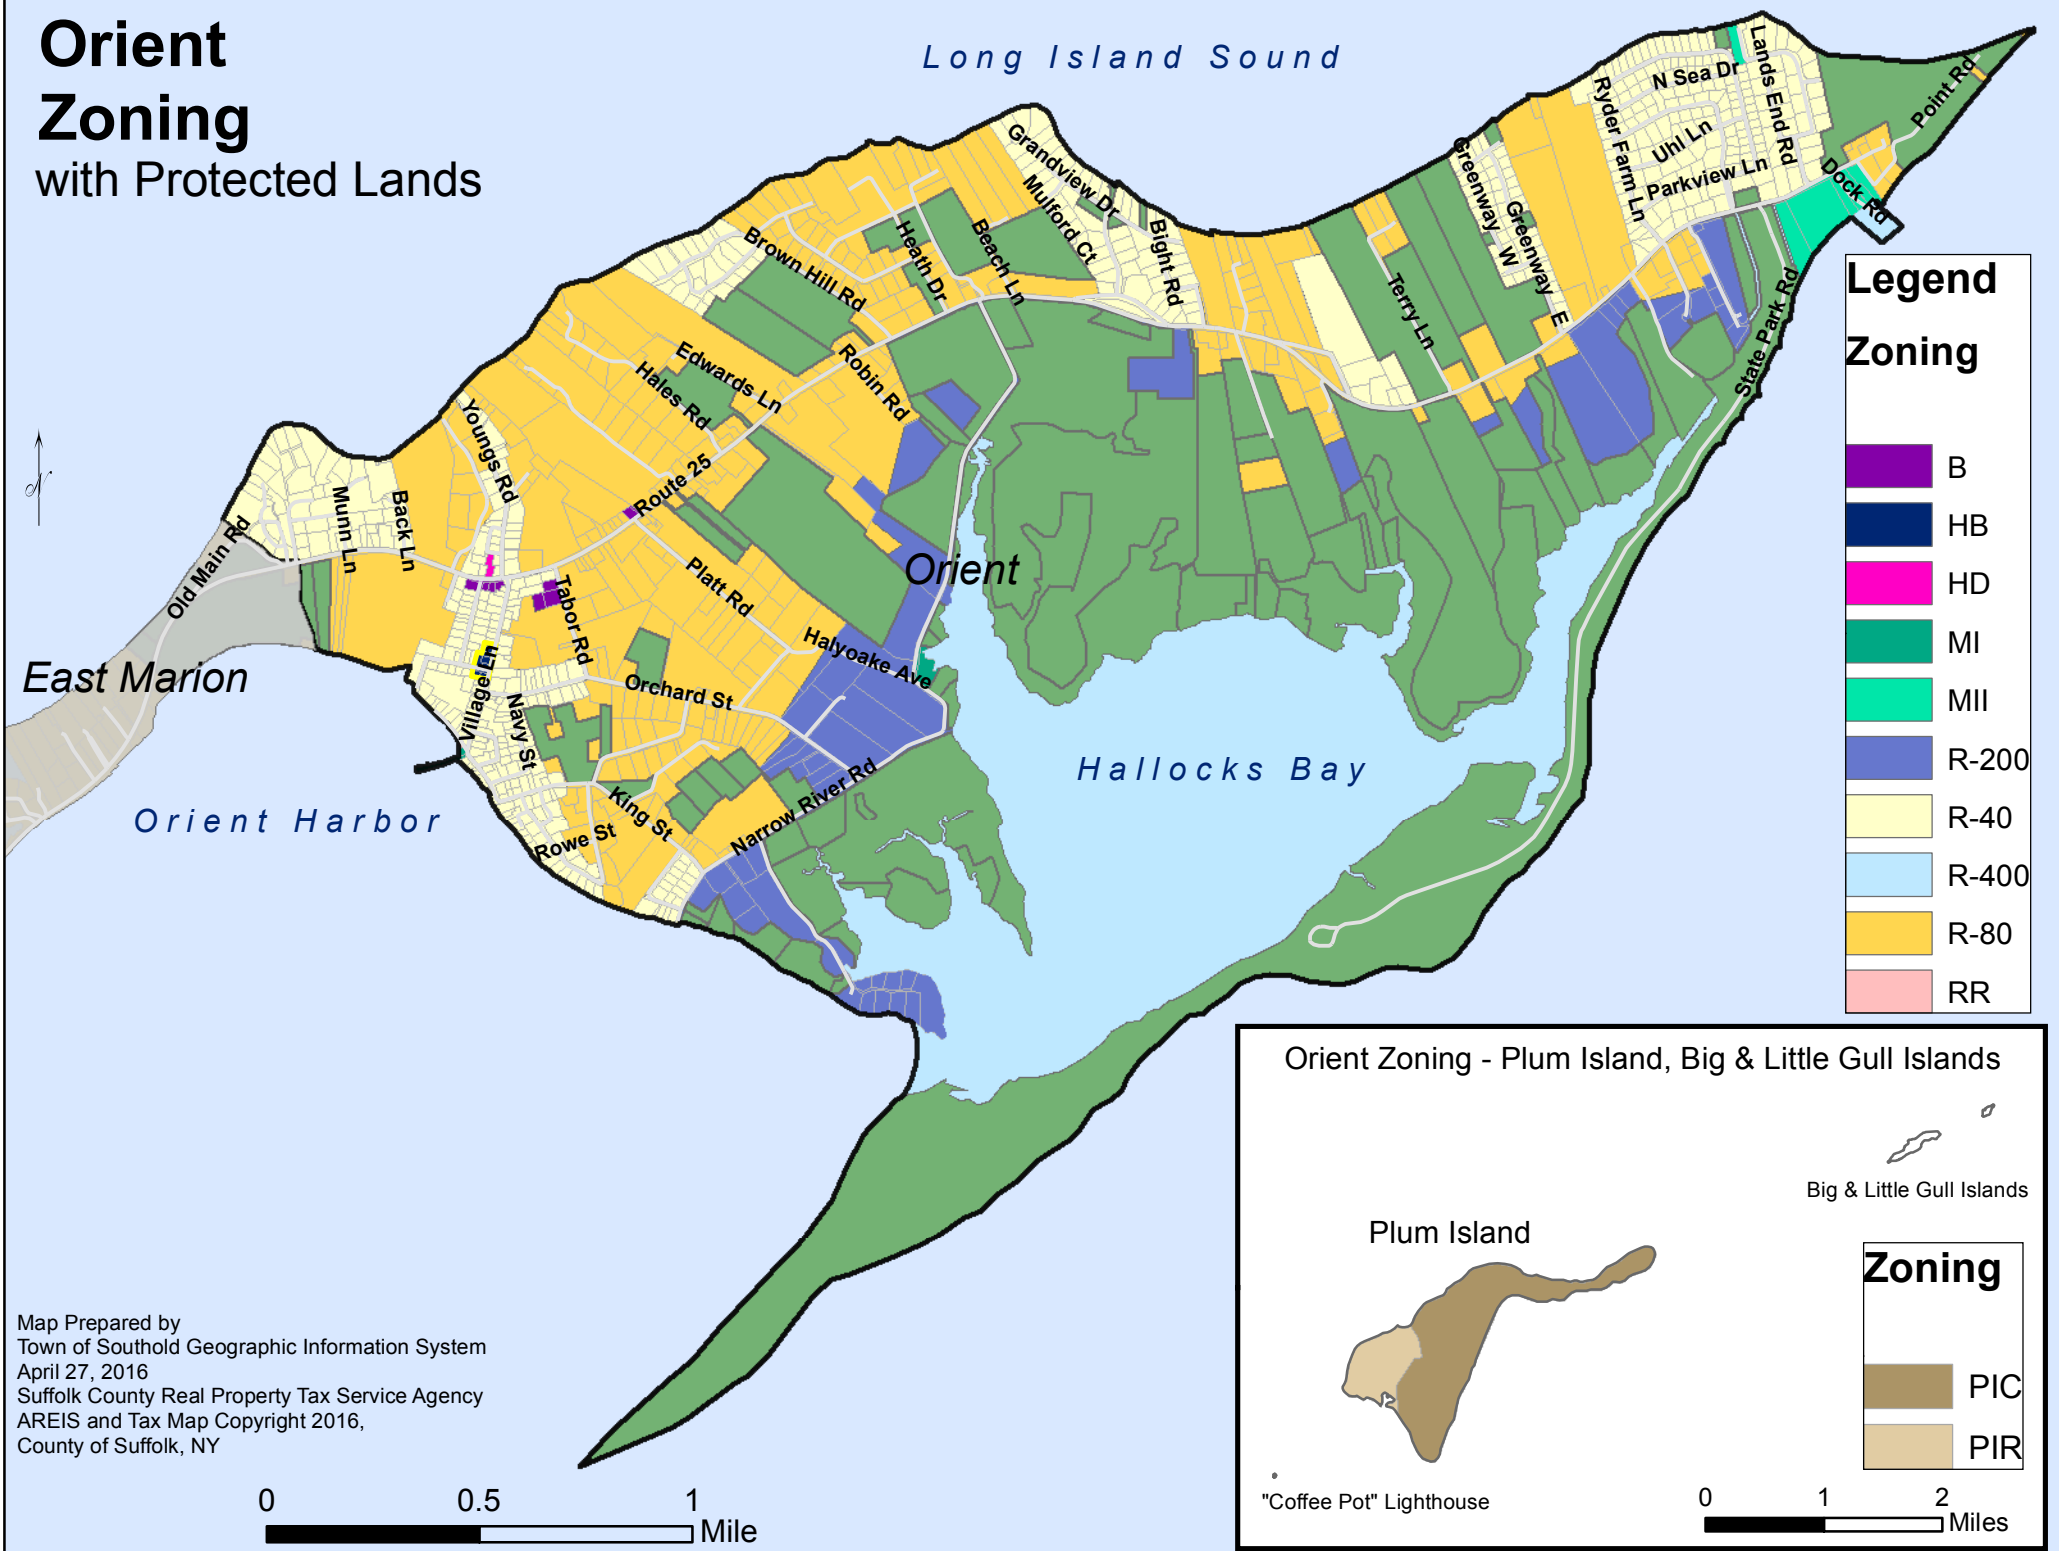 Orient
Zoning
with Protected Lands
Long Island Sound
Point Rd
Lands End Rd
N Sea Dr
Ryder Farm Ln
Uhl Ln
Parkview Ln
Dock Rd
Grandview Dr
Mulford Ct
Bight Rd
Greenway W
Greenway E
Brown Hill Rd
Heath Dr
Beach Ln
Terry Ln
State Park Rd
Edwards Ln
Hales Rd
Robin Rd
Youngs Rd
Route 25
Munn Ln
Back Ln
Old Main Rd
Tabor Rd
Platt Rd
Orient
Halyoake Ave
East Marion
Village Ln
Navy St
Orchard St
Hallocks Bay
Orient Harbor
King St
Narrow River Rd
Rowe St
Legend
Zoning
B
HB
HD
MI
MII
R-200
R-40
R-400
R-80
RR
N
Orient Zoning - Plum Island, Big & Little Gull Islands
Big & Little Gull Islands
Plum Island
Zoning
PIC
PIR
"Coffee Pot" Lighthouse
0 1 2
Miles
Map Prepared by
Town of Southold Geographic Information System
April 27, 2016
Suffolk County Real Property Tax Service Agency
AREIS and Tax Map Copyright 2016,
County of Suffolk, NY
0 0.5 1
Mile